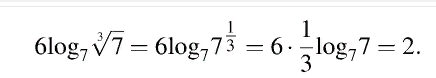 6log₇∛7 = 6log₇7^{1/3} = 6 · 1/3 log₇7 = 2.